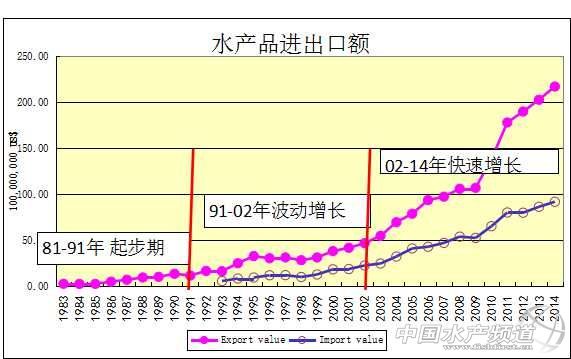 水产品进出口额
250.00
200.00
150.00
100.00
50.00
0.00
100,000,000 US$
02-14年快速增长
91-02年波动增长
81-91年 起步期
1983 1984 1985 1986 1987 1988 1989 1990 1991 1992 1993 1994 1995 1996 1997 1998 1999 2000 2001 2002 2003 2004 2005 2006 2007 2008 2009 2010 2011 2012 2013 2014
Export value Import value
中国水产频道
www.fishfirst.cn